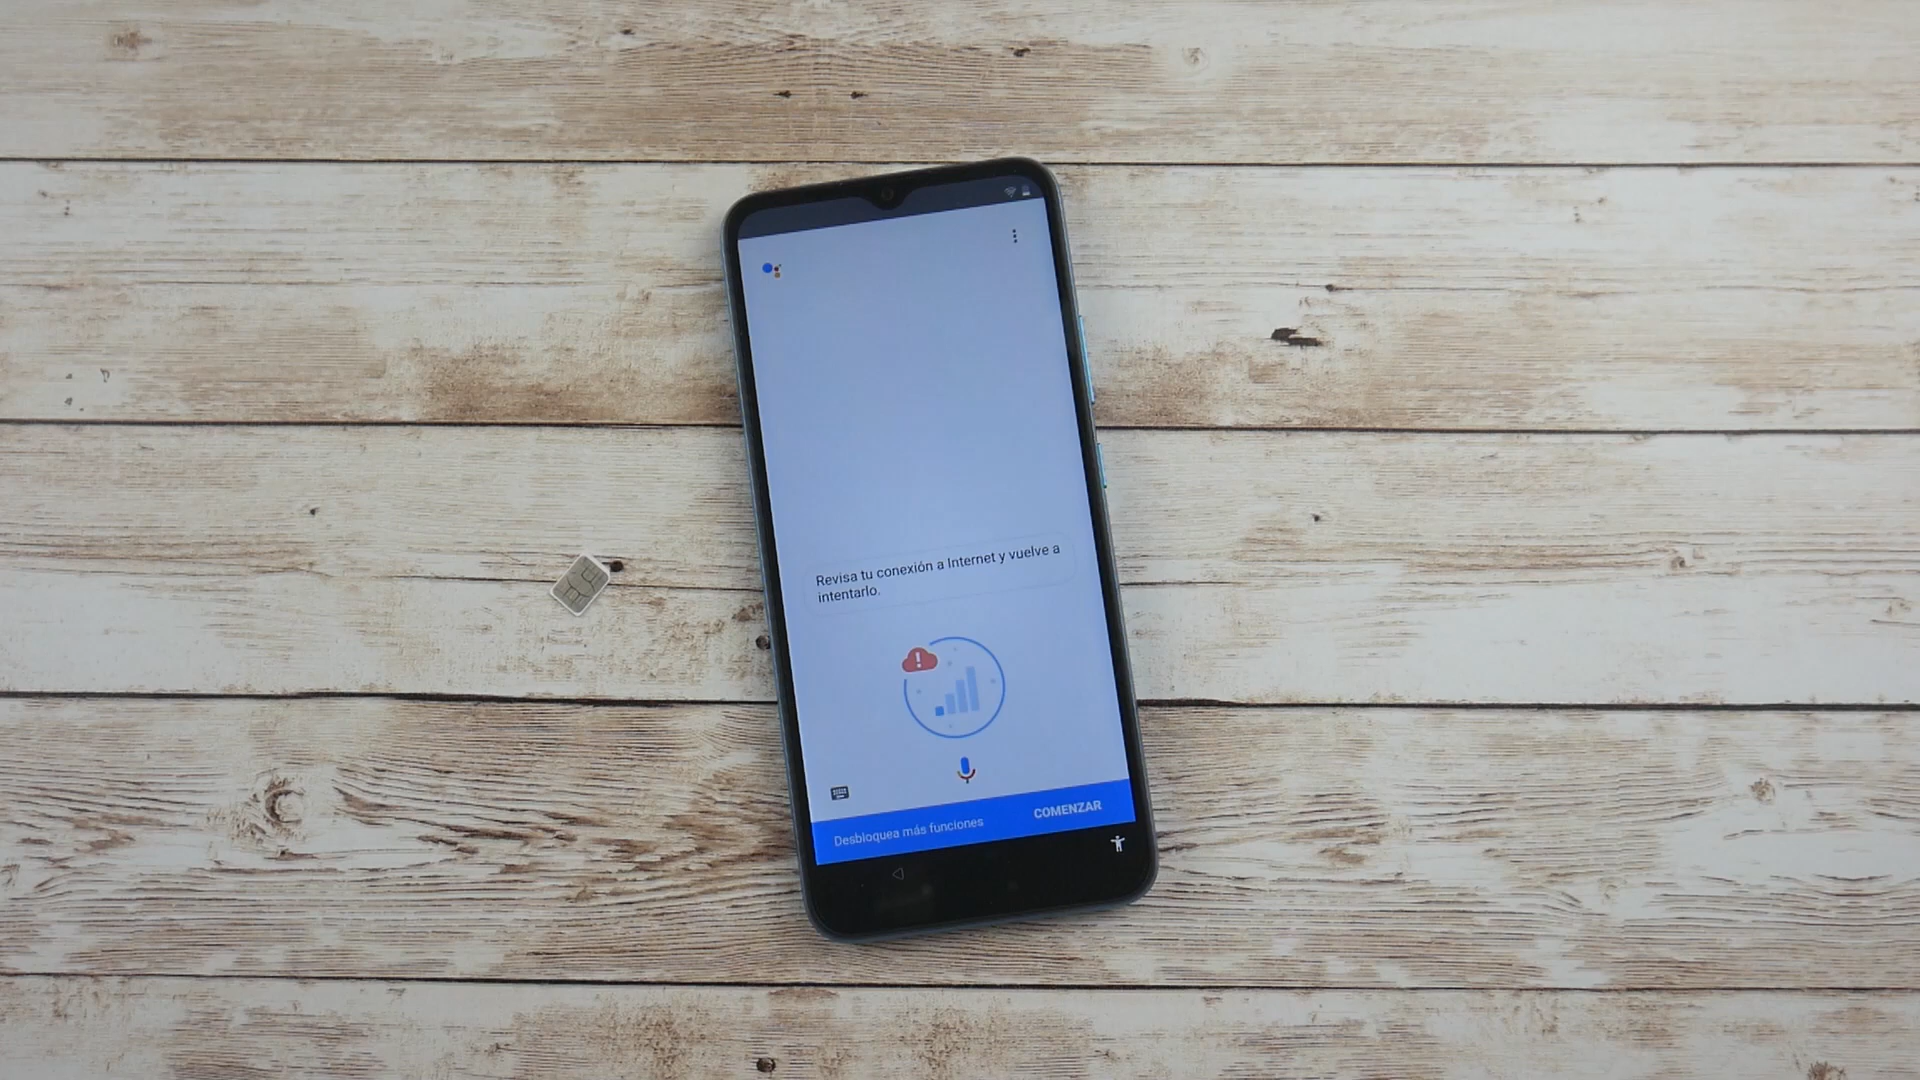 Revisa tu conexión a Internet y vuelve a
intentarlo.
Desbloquea más funciones
COMENZAR